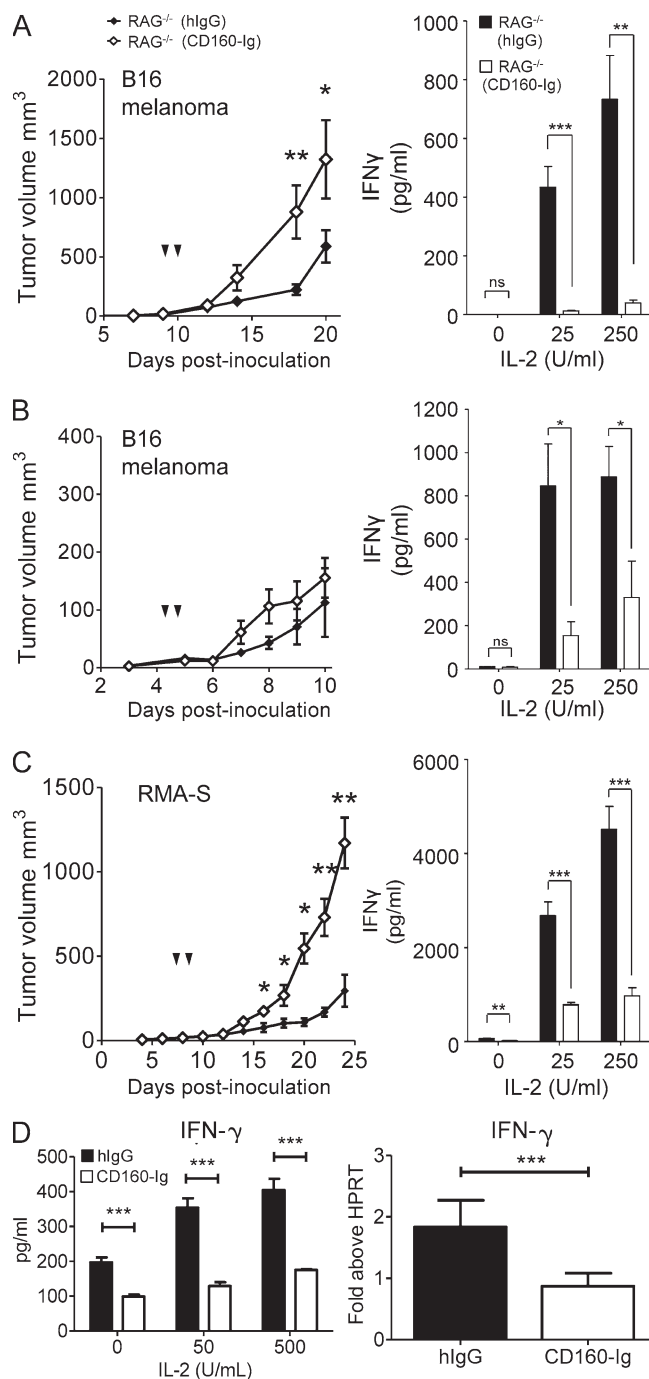 A
RAG-/- (hIgG)
RAG-/- (CD160-Ig)
B16
melanoma
Tumor volume mm3
2000
1500
1000
500
0
5
10
15
20
Days post-inoculation
*
**
RAG-/-
(hIgG)
RAG-/-
(CD160-Ig)
IFNγ
(pg/ml)
1000
800
600
400
200
0
ns
***
**
0
25
250
IL-2 (U/ml)
B
B16
melanoma
Tumor volume mm3
400
300
200
100
0
2
4
6
8
10
Days post-inoculation
IFNγ
(pg/ml)
1200
1000
800
600
400
200
0
ns
*
*
0
25
250
IL-2 (U/ml)
C
RMA-S
Tumor volume mm3
1500
1000
500
0
0
5
10
15
20
25
Days post-inoculation
*
*
*
**
**
IFNγ
(pg/ml)
6000
4000
2000
0
**
***
***
0
25
250
IL-2 (U/ml)
D
IFN-γ
hIgG
CD160-Ig
pg/ml
500
400
300
200
100
0
***
***
***
0
50
500
IL-2 (U/mL)
IFN-γ
Fold above HPRT
3
2
1
0
***
hIgG
CD160-Ig